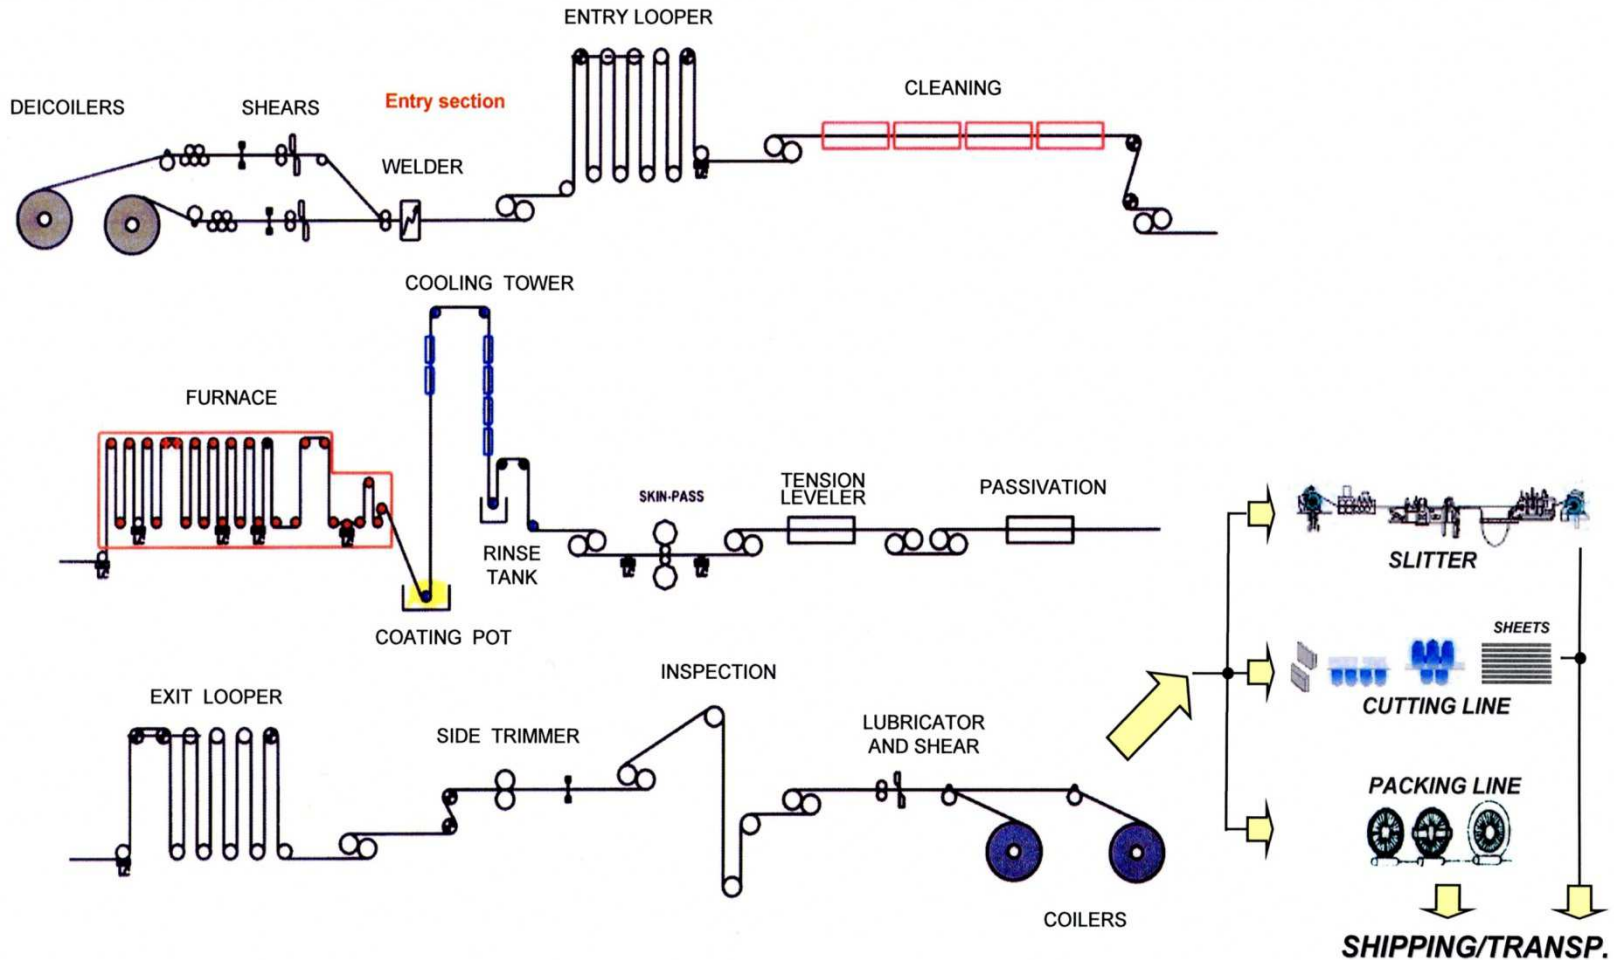 ENTRY LOOPER
DEICOILERS
SHEARS
Entry section
CLEANING
WELDER
COOLING TOWER
FURNACE
SKIN-PASS
TENSION
LEVELER
PASSIVATION
RINSE
TANK
COATING POT
SLITTER
SHEETS
CUTTING LINE
EXIT LOOPER
SIDE TRIMMER
INSPECTION
LUBRICATOR
AND SHEAR
COILERS
PACKING LINE
SHIPPING/TRANSP.